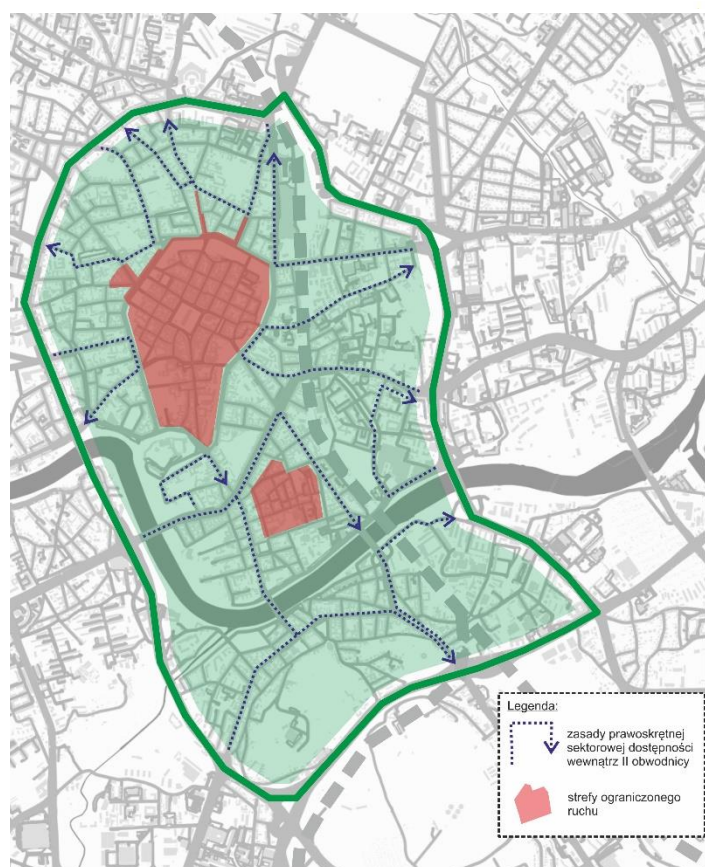 Legenda:
zasady prawoskrętnej
sektorowej dostępności
wewnątrz II obwodnicy
strefy ograniczonego
ruchu